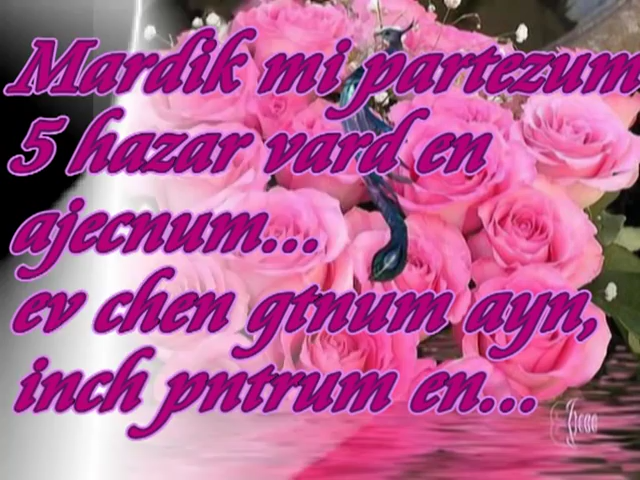 Mardik mi partezum
5 hazar vard en
ajecnum...
ev chen gtnum ayn,
inch pntrum en...